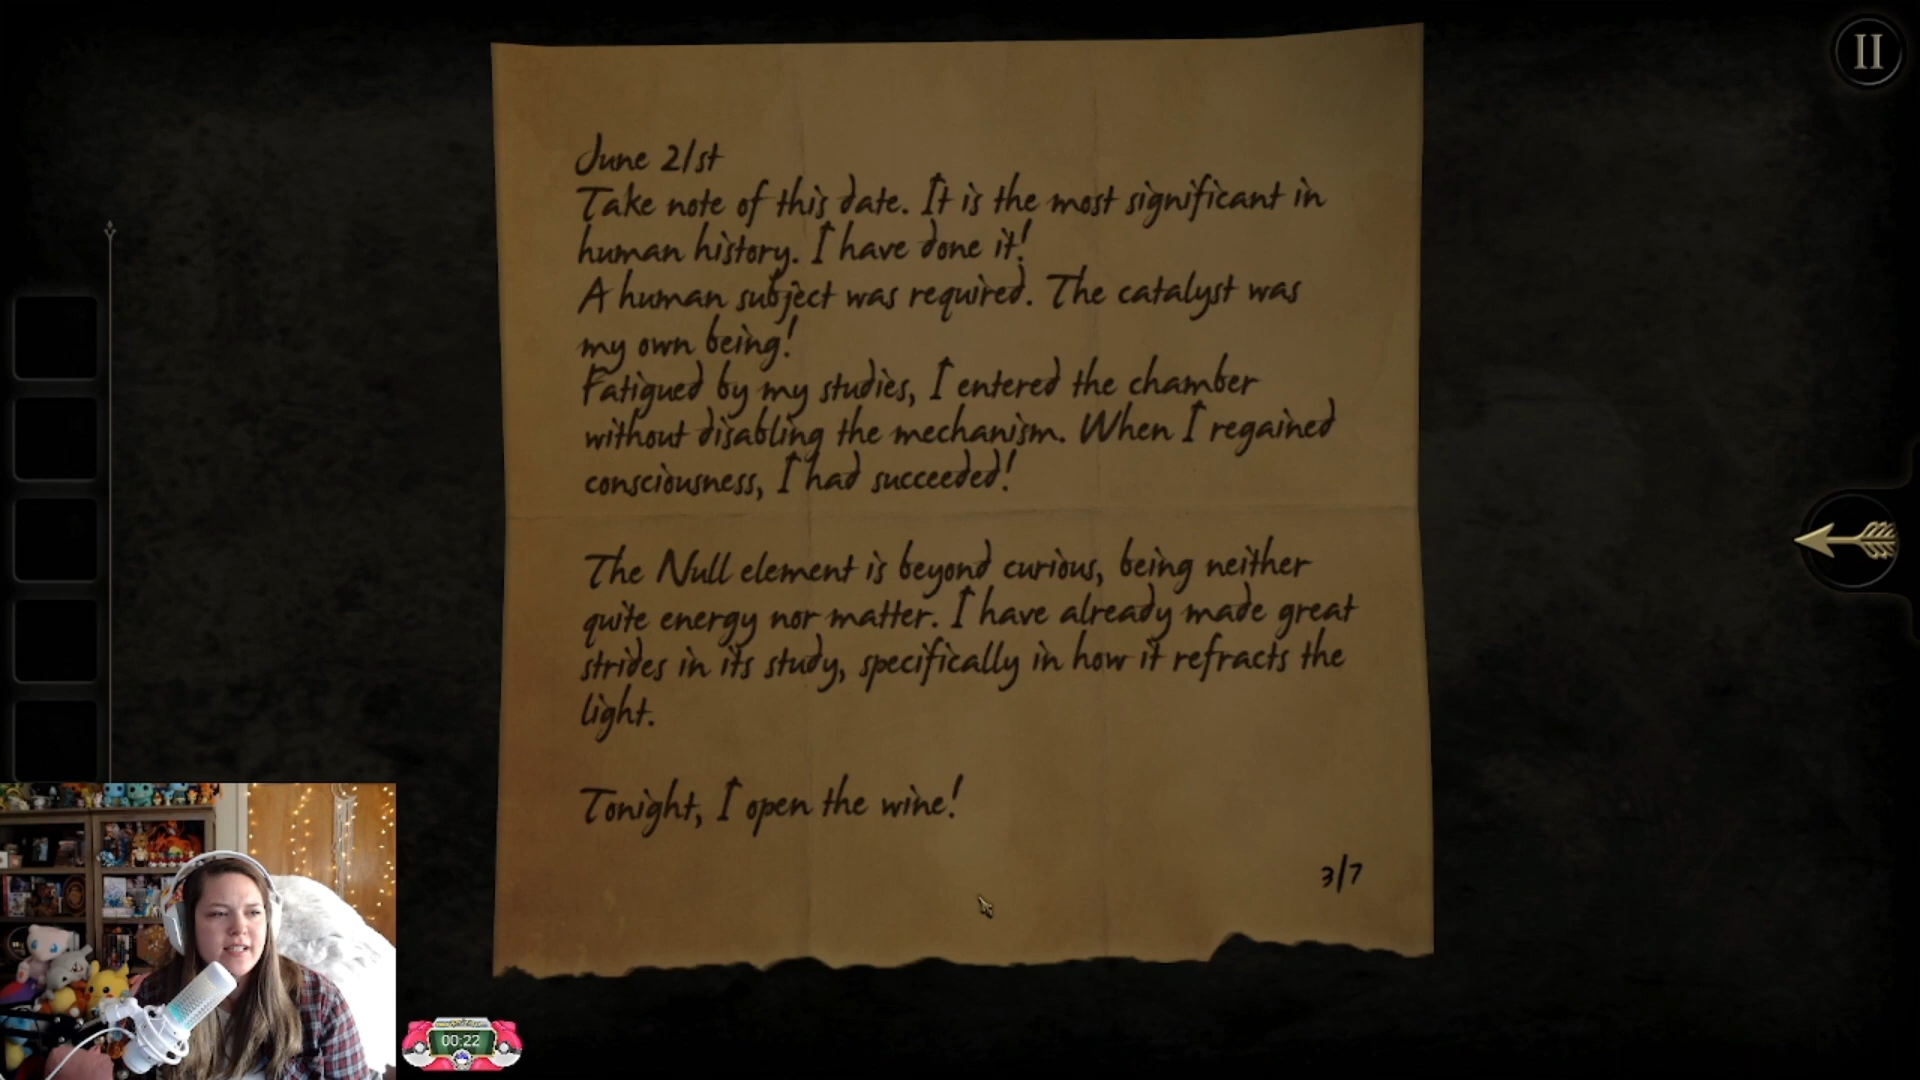 June 21st
Take note of this date. It is the most significant in
human history. I have done it!
A human subject was required. The catalyst was
my own being!
Fatigued by my studies, I entered the chamber
without disabling the mechanism. When I regained
consciousness, I had succeeded!
The Null element is beyond curious, being neither
quite energy nor matter. I have already made great
strides in its study, specifically in how it refracts the
light.
Tonight, I open the wine!
3/7
00:22